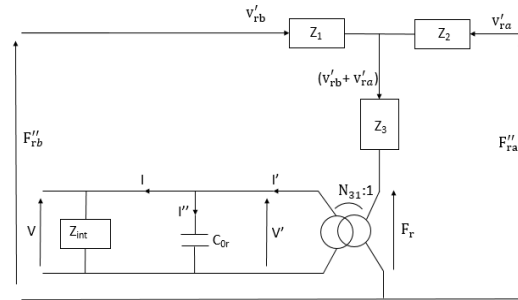 v′rb
Z1
Z2
v′ra
(v′rb+ v′ra)
Z3
F″rb
F″ra
I
I′
N31:1
I″
V
Zint
C0r
V′
Fr